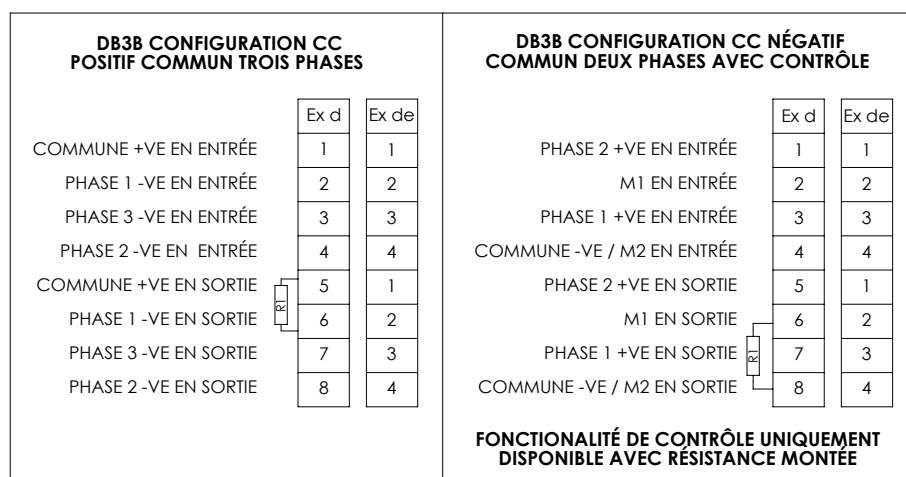 DB3B CONFIGURATION CC
POSITIF COMMUN TROIS PHASES
Ex d Ex de
COMMUNE +VE EN ENTRÉE 1 1
PHASE 1 -VE EN ENTRÉE 2 2
PHASE 3 -VE EN ENTRÉE 3 3
PHASE 2 -VE EN ENTRÉE 4 4
COMMUNE +VE EN SORTIE 5 1
R1
PHASE 1 -VE EN SORTIE 6 2
PHASE 3 -VE EN SORTIE 7 3
PHASE 2 -VE EN SORTIE 8 4
DB3B CONFIGURATION CC NÉGATIF
COMMUN DEUX PHASES AVEC CONTRÔLE
Ex d Ex de
PHASE 2 +VE EN ENTRÉE 1 1
M1 EN ENTRÉE 2 2
PHASE 1 +VE EN ENTRÉE 3 3
COMMUNE -VE / M2 EN ENTRÉE 4 4
PHASE 2 +VE EN SORTIE 5 1
M1 EN SORTIE 6 2
PHASE 1 +VE EN SORTIE R1 7 3
COMMUNE -VE / M2 EN SORTIE 8 4
FONCTIONALITÉ DE CONTRÔLE UNIQUEMENT
DISPONIBLE AVEC RÉSISTANCE MONTÉE